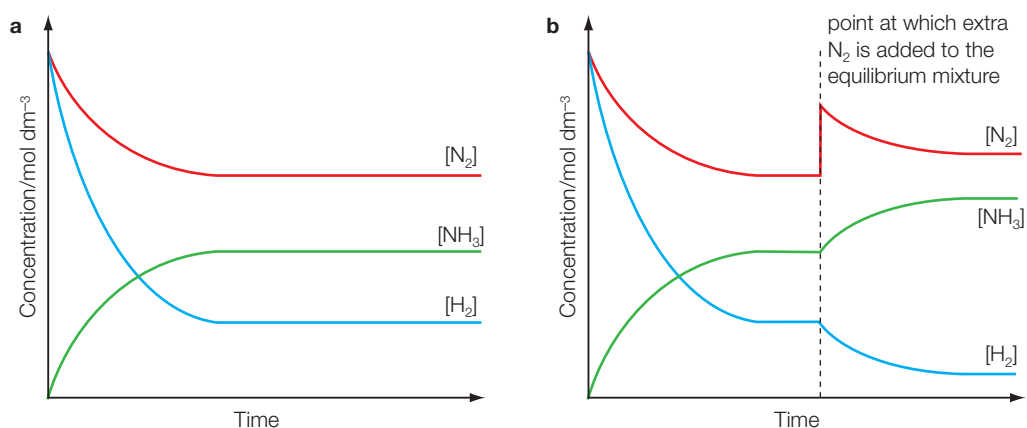 a
Concentration/mol dm⁻³
[N₂]
[NH₃]
[H₂]
Time
b
point at which extra
N₂ is added to the
equilibrium mixture
Concentration/mol dm⁻³
[N₂]
[NH₃]
[H₂]
Time